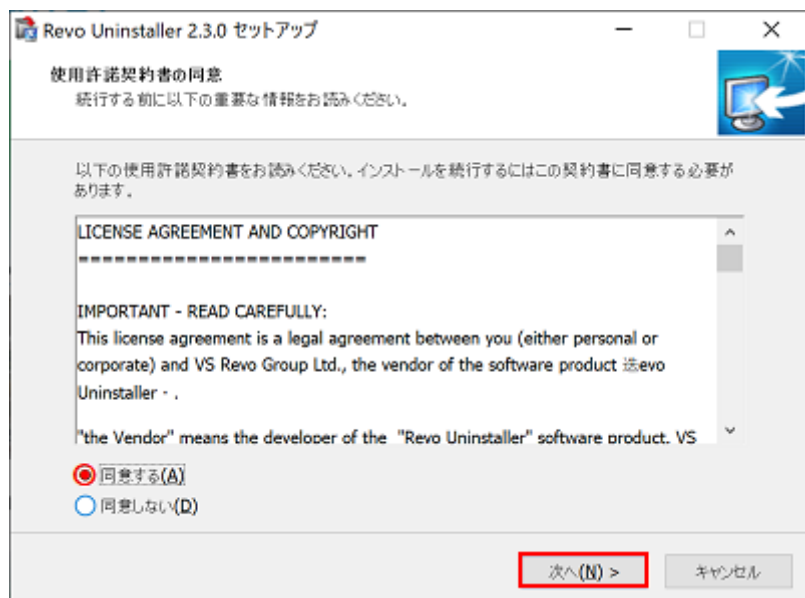 Revo Uninstaller 2.3.0 セットアップ
使用許諾契約書の同意
続行する前に以下の重要な情報をお読みください。
以下の使用許諾契約書をお読みください。インストールを続行するにはこの契約書に同意する必要が
あります。
LICENSE AGREEMENT AND COPYRIGHT
=========================
IMPORTANT - READ CAREFULLY:
This license agreement is a legal agreement between you (either personal or
corporate) and VS Revo Group Ltd., the vendor of the software product 迭evo
Uninstaller - .
"the Vendor" means the developer of the  "Revo Uninstaller" software product. VS
同意する(A)
同意しない(D)
次へ(N) >
キャンセル